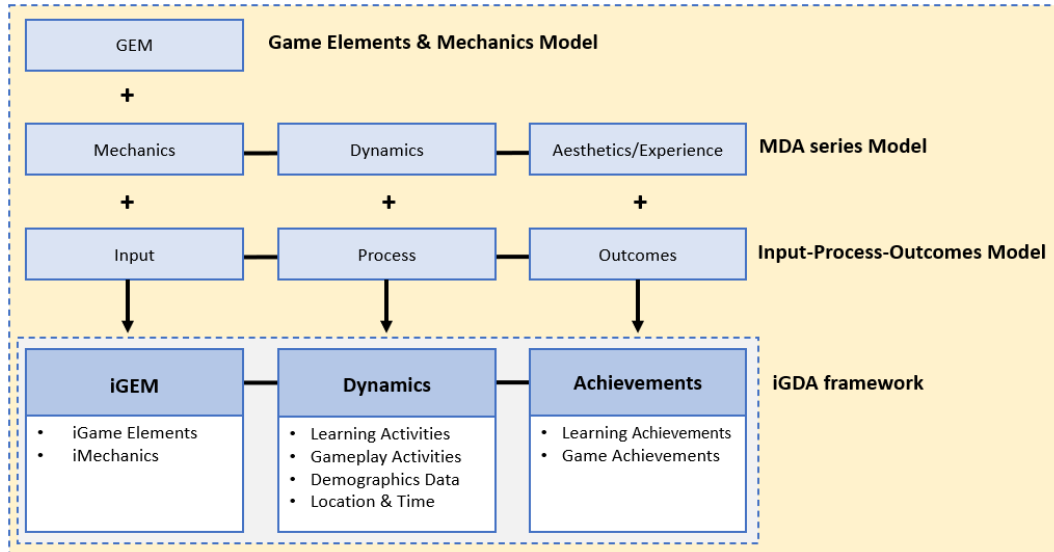 GEM
Game Elements & Mechanics Model
+
Mechanics
Dynamics
Aesthetics/Experience
MDA series Model
+
+
+
Input
Process
Outcomes
Input-Process-Outcomes Model
iGEM
Dynamics
Achievements
iGDA framework
• iGame Elements
• iMechanics
• Learning Activities
• Gameplay Activities
• Demographics Data
• Location & Time
• Learning Achievements
• Game Achievements